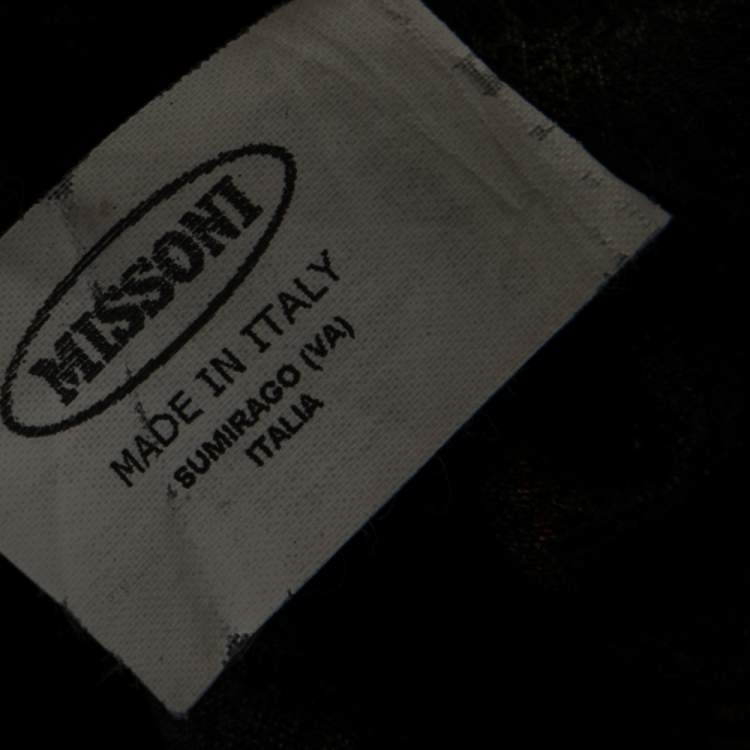 MISSONI
MADE IN ITALY
SUMIRAGO (VA)
ITALIA